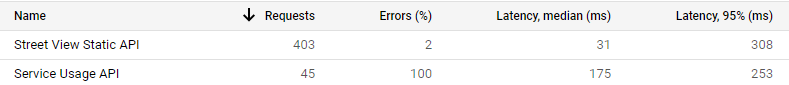 Name Requests Errors (%) Latency, median (ms) Latency, 95% (ms)
Street View Static API 403 2 31 308
Service Usage API 45 100 175 253